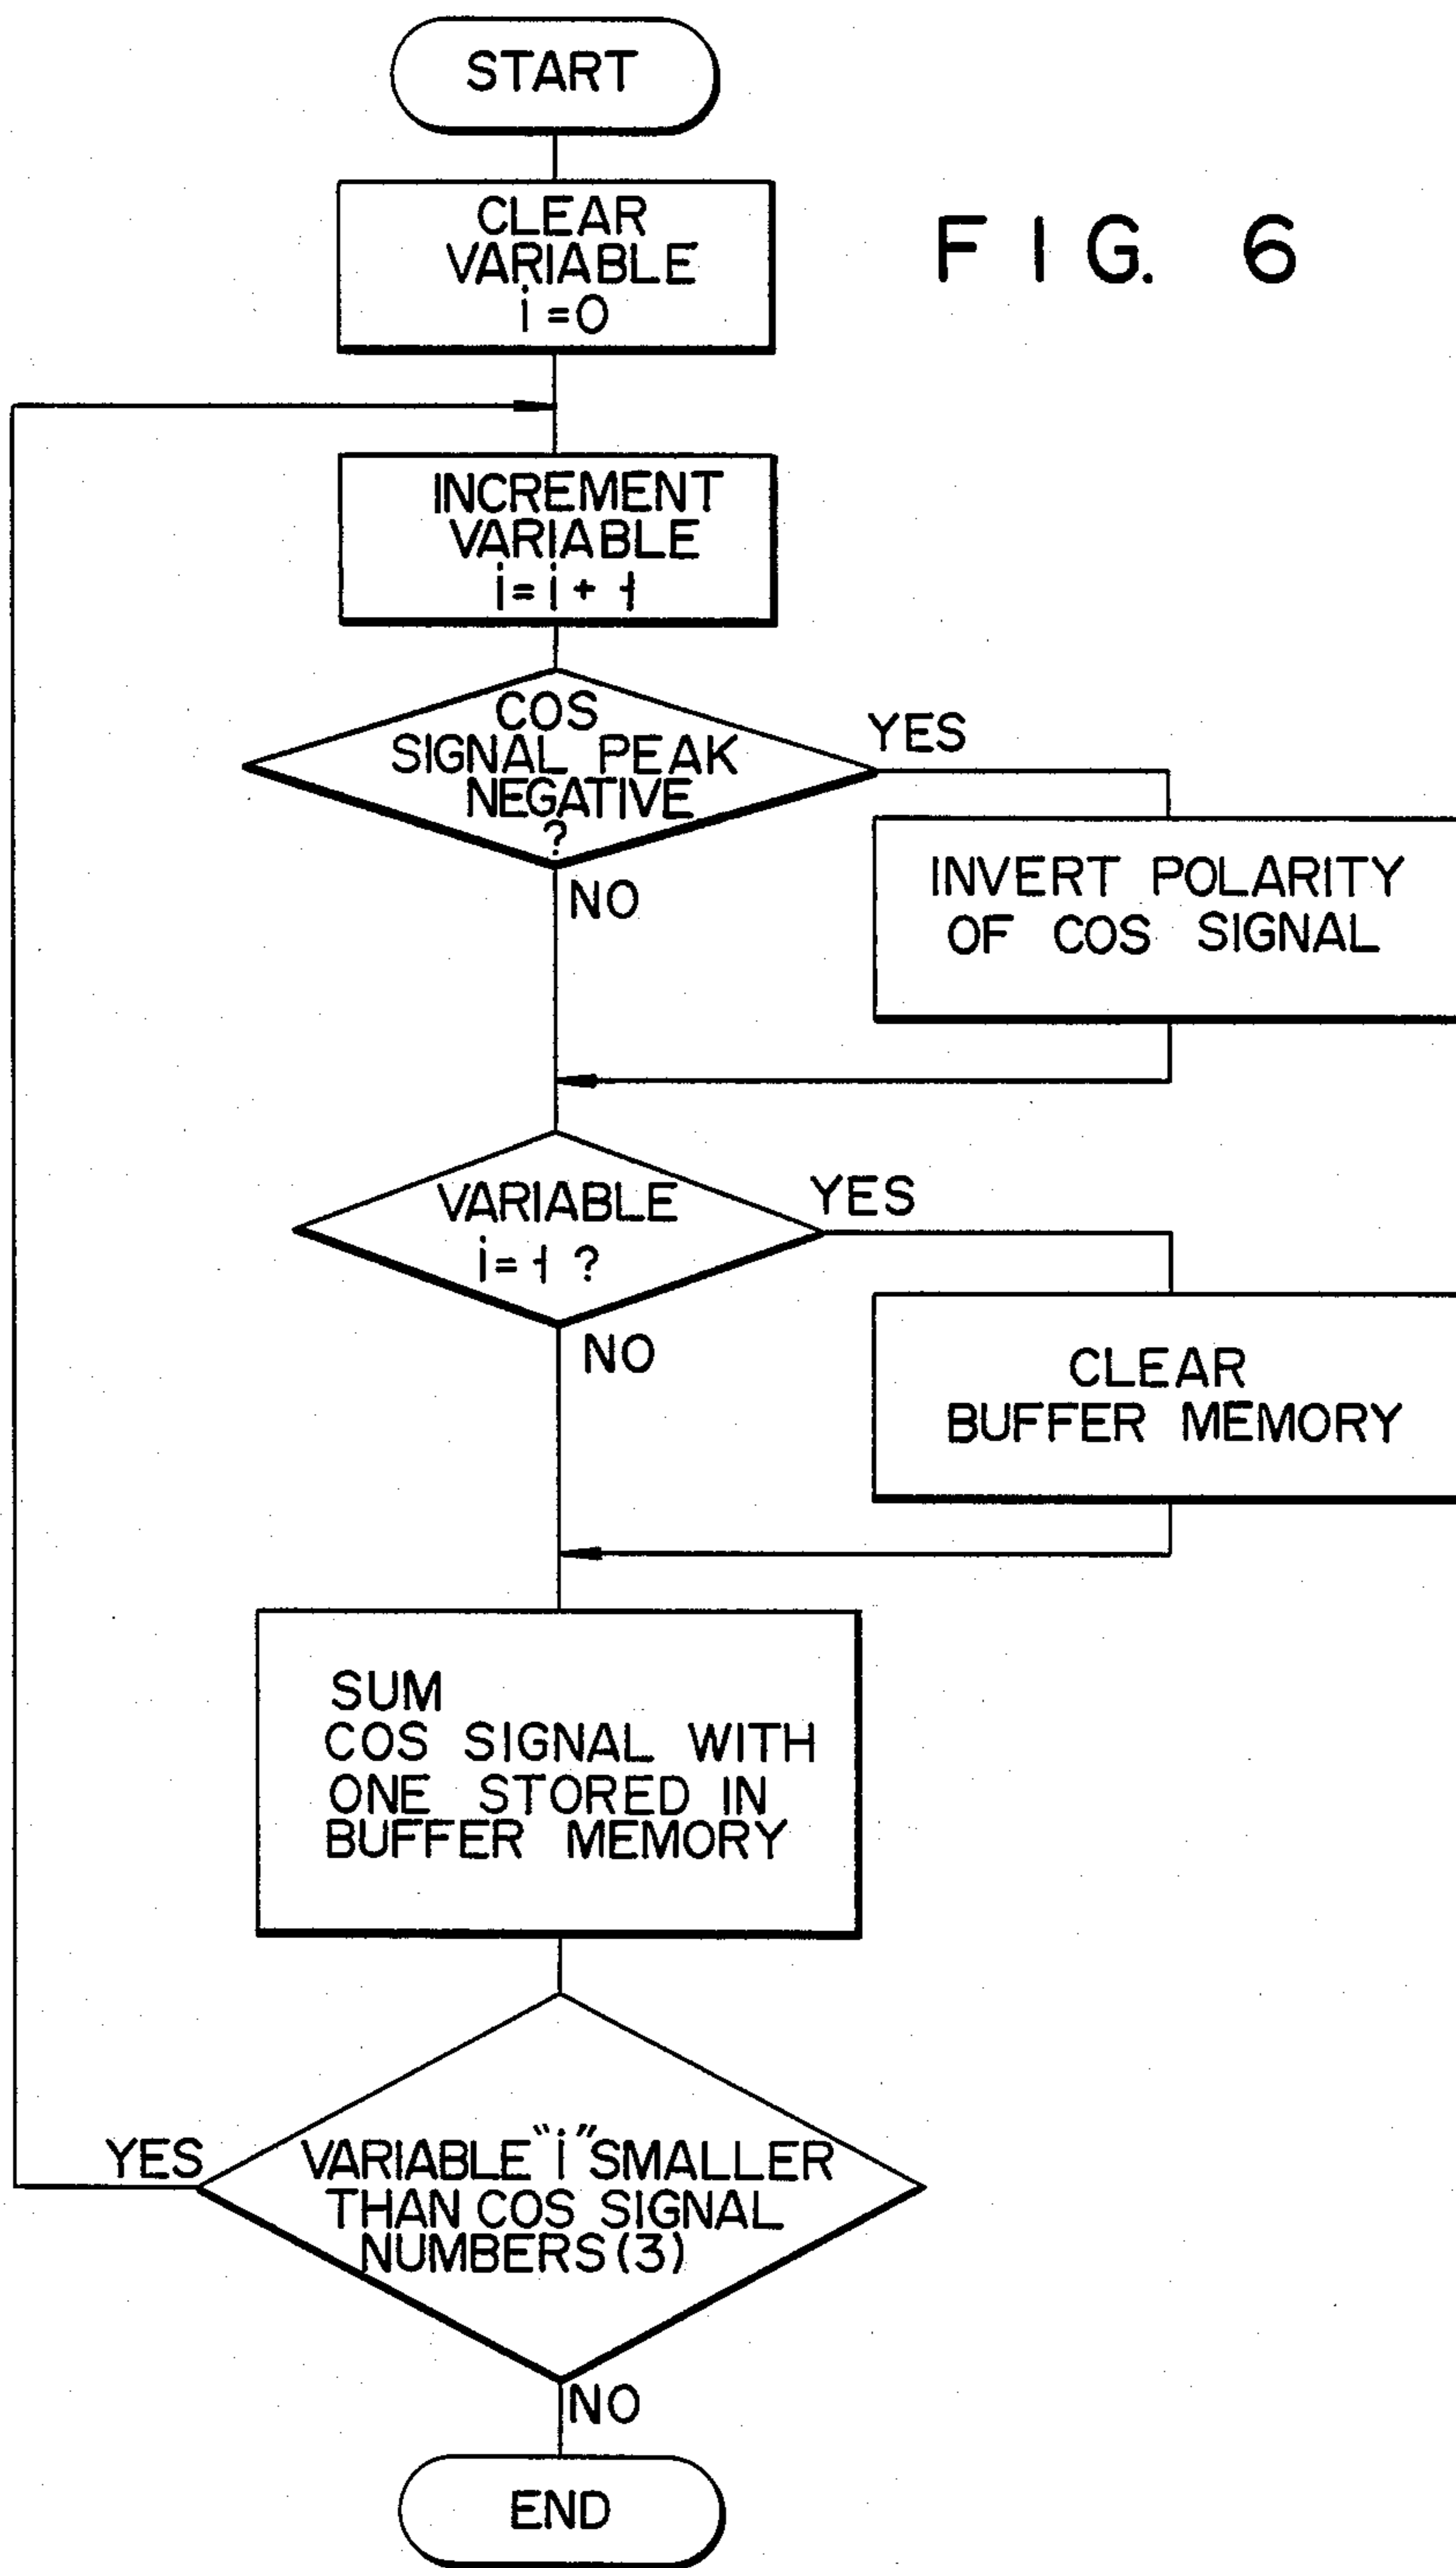 START
CLEAR
VARIABLE
i=0
FIG. 6
INCREMENT
VARIABLE
i=i+1
COS
SIGNAL PEAK
NEGATIVE
?
YES
INVERT POLARITY
OF COS SIGNAL
NO
VARIABLE
i=1 ?
YES
NO
CLEAR
BUFFER MEMORY
SUM
COS SIGNAL WITH
ONE STORED IN
BUFFER MEMORY
YES
VARIABLE "i" SMALLER
THAN COS SIGNAL
NUMBERS (3)
NO
END